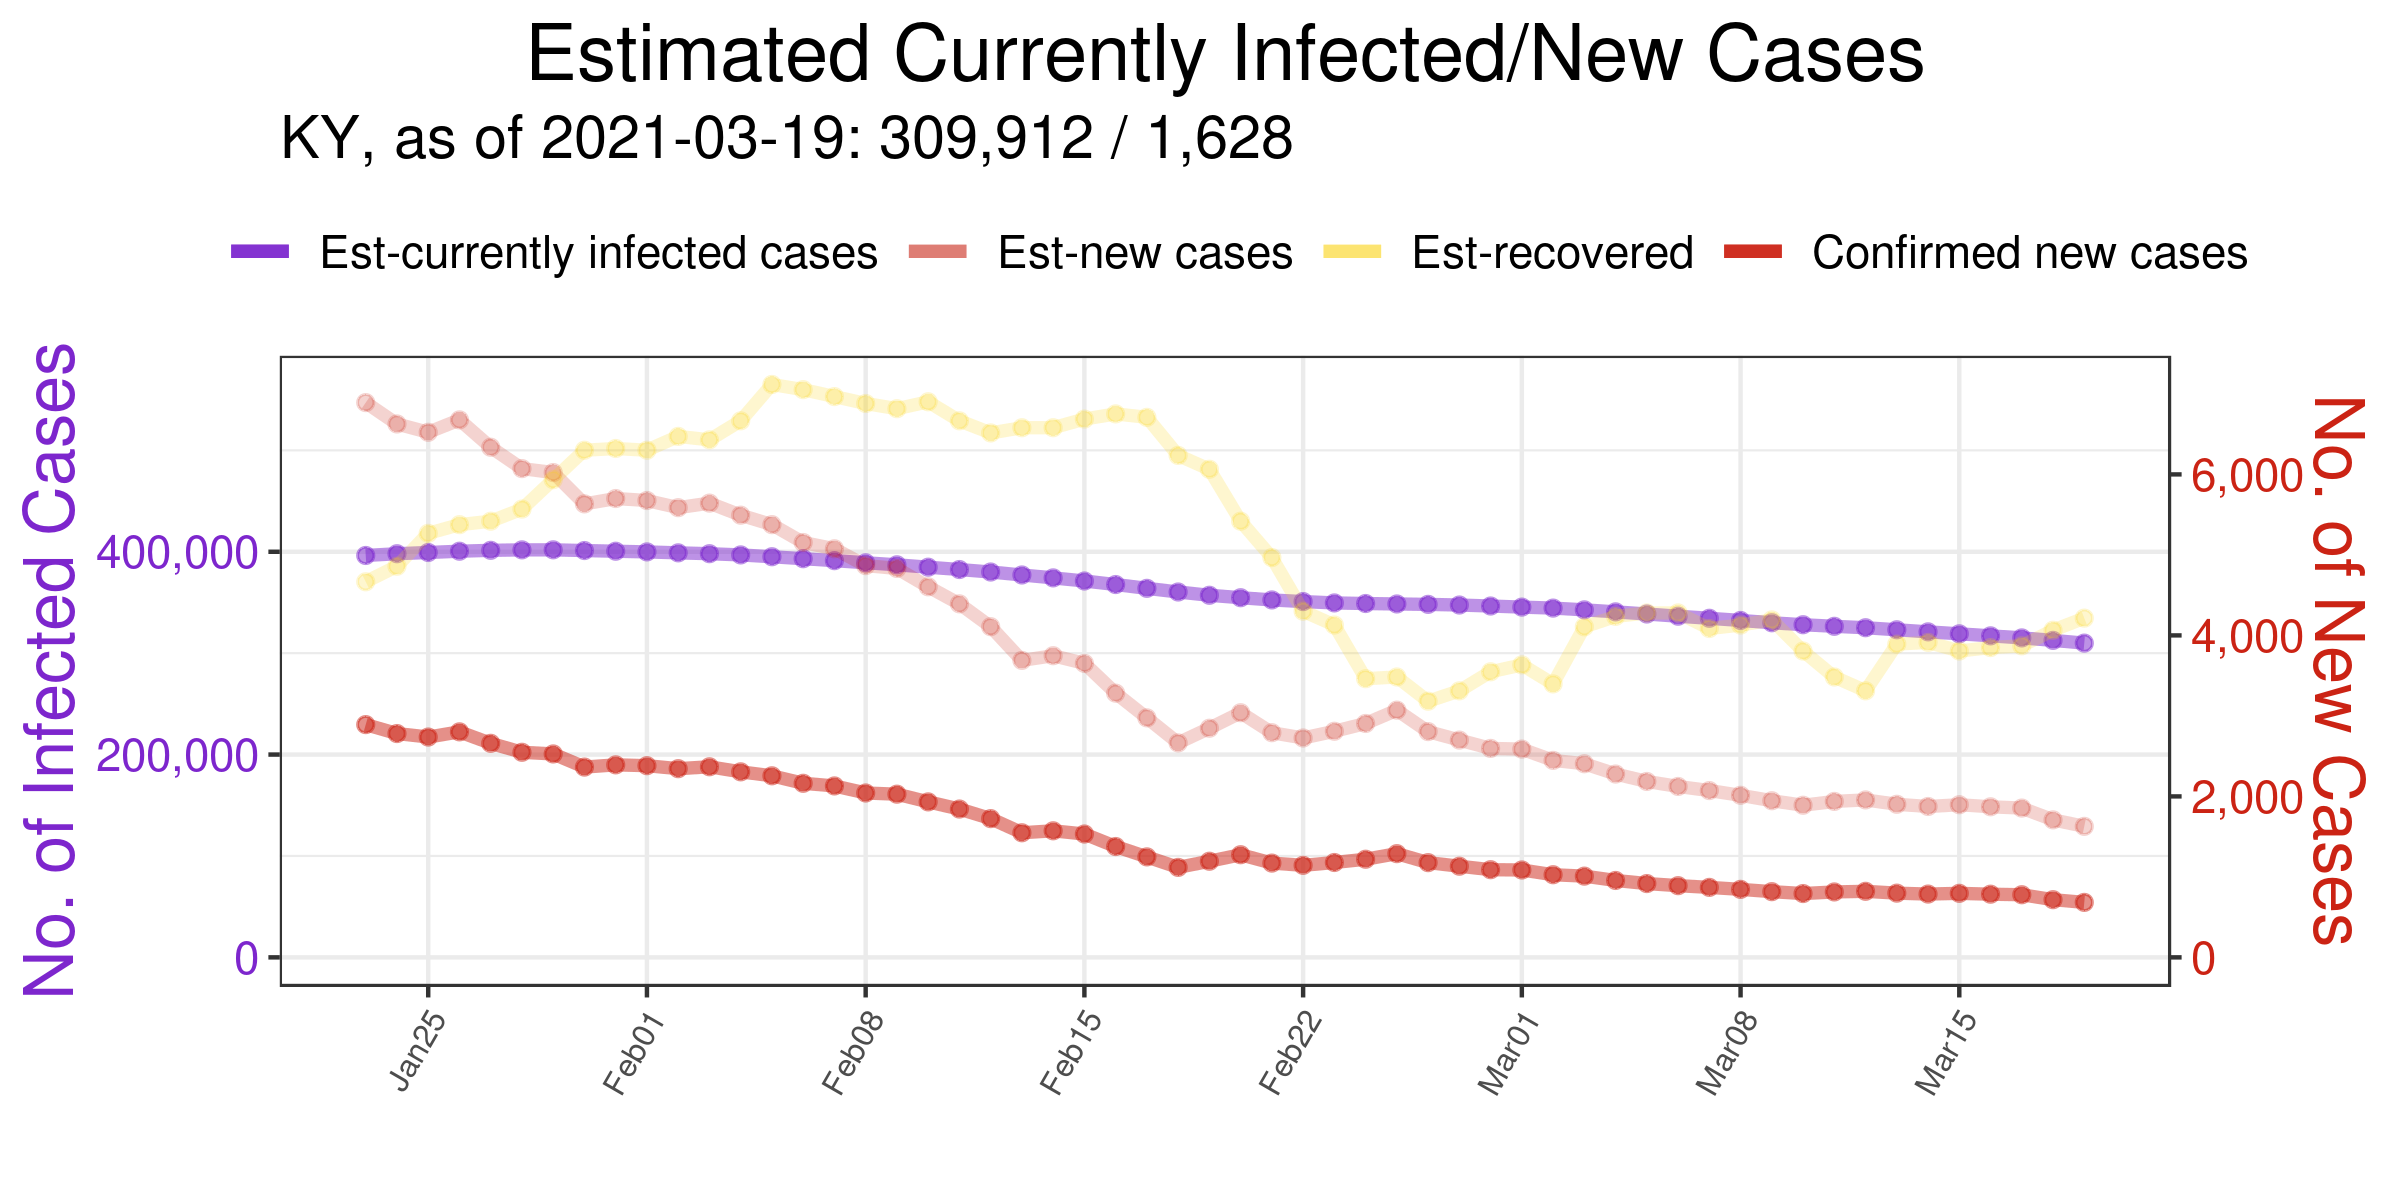 Estimated Currently Infected/New Cases
KY, as of 2021-03-19: 309,912 / 1,628
Est-currently infected cases Est-new cases Est-recovered Confirmed new cases
No. of Infected Cases
400,000
200,000
0
6,000
4,000
2,000
0
No. of New Cases
Jan25 Feb01 Feb08 Feb15 Feb22 Mar01 Mar08 Mar15